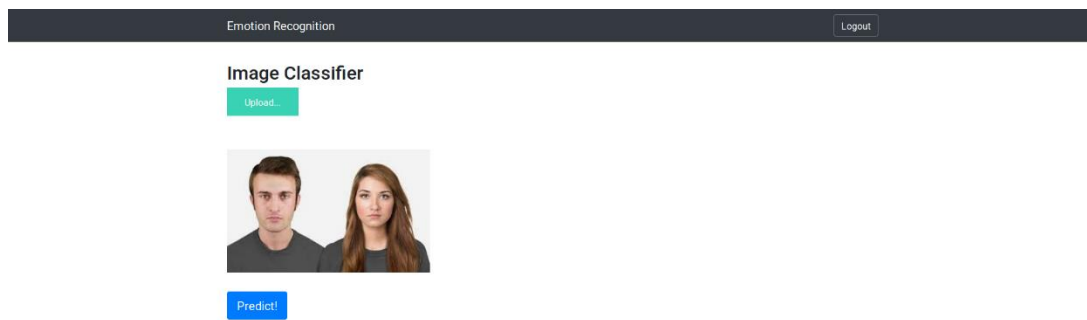 Emotion Recognition
Logout
Image Classifier
Upload...
Predict!